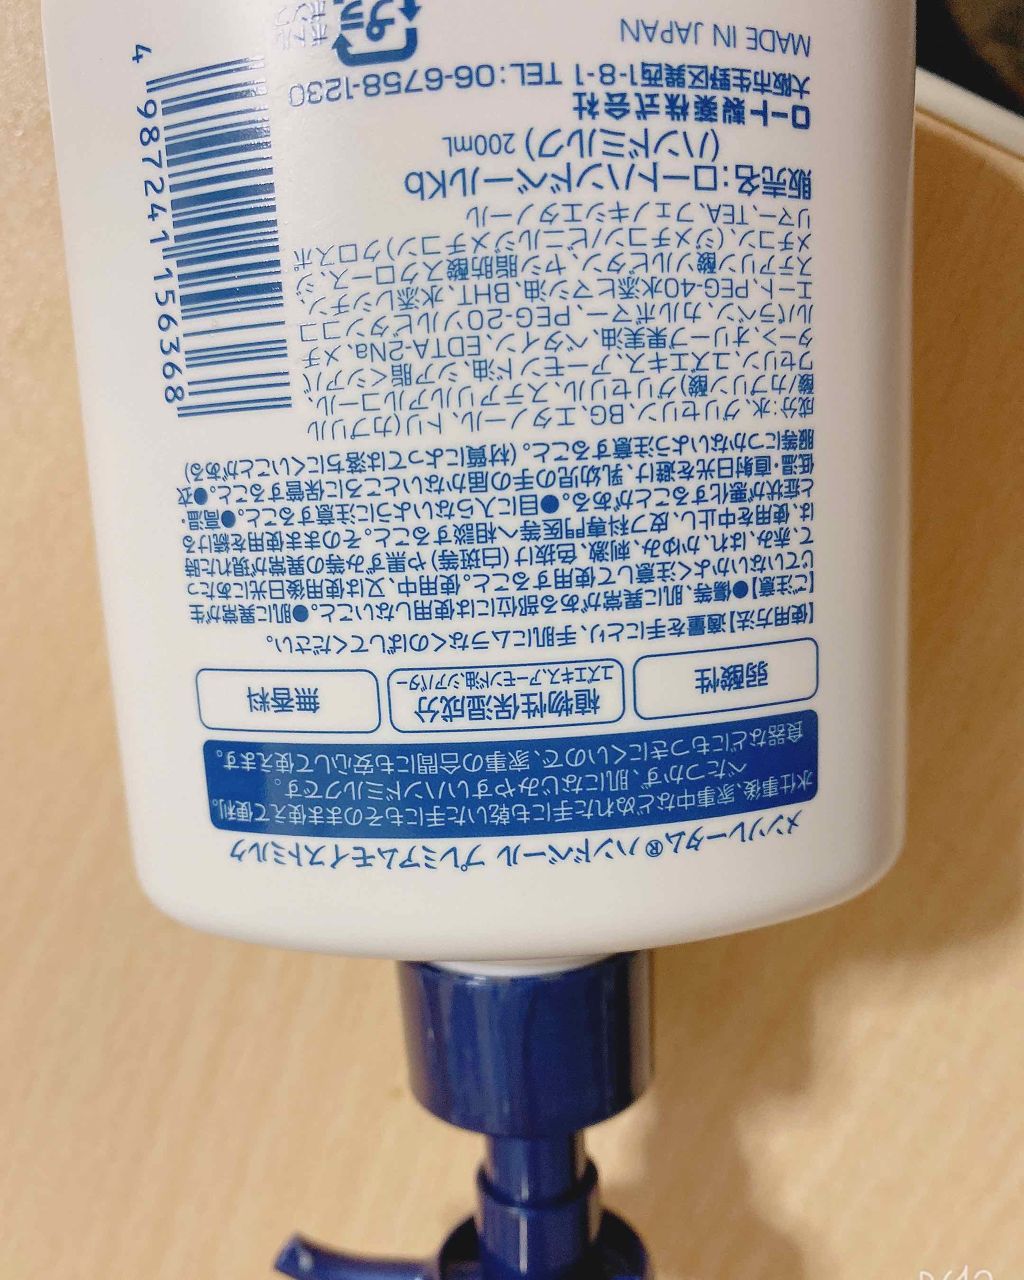 メンソレータム®ハンドベール プレミアムモイストミルク
水仕事後、家事中などぬれた手にも乾いた手にもそのまま使えて便利。
べたつかず、肌になじみやすいハンドミルクです。
食器などにもつきにくいので、家事の合間にも安心して使えます。
弱酸性
植物性保湿成分
ユズエキス、アーモンド油、シアバター
無香料
【使用方法】適量を手にとり、手肌にムラなくのばしてください。
【ご注意】●傷等、肌に異常がある部位には使用しないこと。●肌に異常が生
じていないかよく注意して使用すること。使用中、又は使用後日光にあたっ
て、赤み、はれ、かゆみ、刺激、色抜け(白斑等)や黒ずみ等の異常が現れた時
は、使用を中止し、皮フ科専門医等へ相談すること。そのまま使用を続ける
と症状が悪化することがある。●目に入らないように注意すること。●高温・
低温・直射日光を避け、乳幼児の手の届かないところに保管すること。●衣
服等につかないよう注意すること。(材質によっては落ちにくいことがある)
成分:水、グリセリン、BG、エタノール、トリ(カプリル
酸/カプリン酸)グリセリル、ステアリルアルコール、
ワセリン、ユズエキス、アーモンド油、シア脂<シアバ
ター>、オリーブ果実油、ベタイン、EDTA-2Na、メチ
ルパラベン、カルボマー、PEG-20ソルビタンココ
エート、PEG-40水添ヒマシ油、BHT、水添レシチン、
ステアリン酸ソルビタン、ヤシ脂肪酸スクロース、ジ
メチコン、(ジメチコン/ビニルジメチコン)クロスポ
リマー、TEA、フェノキシエタノール
販売名:ロートハンドベールKb
(ハンドミルク) 200mL
ロート製薬株式会社
大阪市生野区巽西1-8-1 TEL:06-6758-1230
MADE IN JAPAN
プラ
ボトル
ポンプ
4 987241 156368